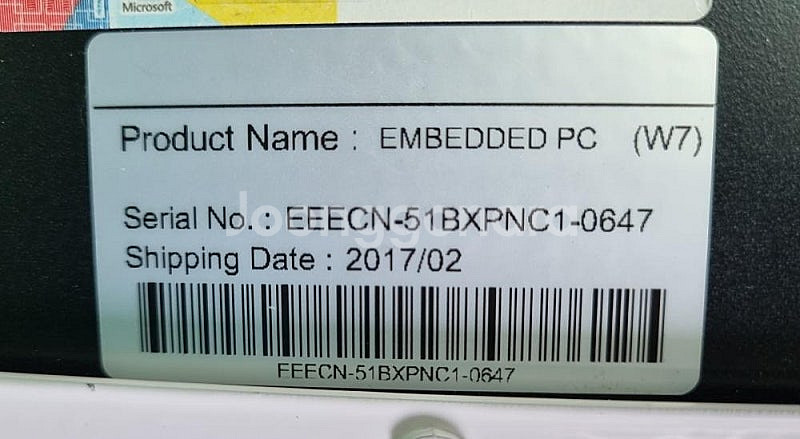 Microsoft
Product Name : EMBEDDED PC (W7)
Serial No. : EEECN-51BXPNC1-0647
Shipping Date : 2017/02
EEECN-51BXPNC1-0647